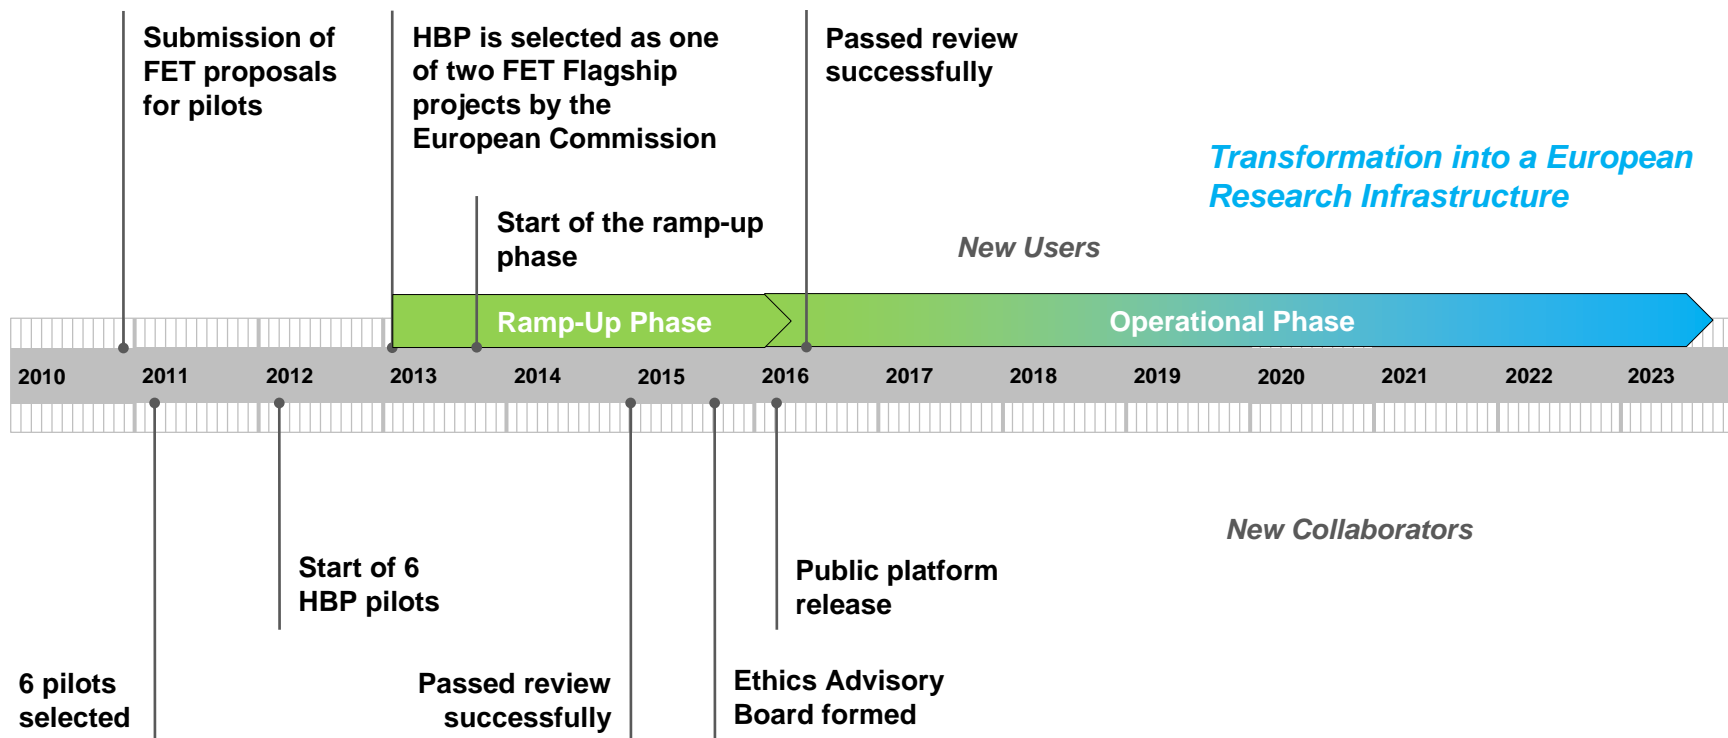 Submission of
FET proposals
for pilots
HBP is selected as one
of two FET Flagship
projects by the
European Commission
Passed review
successfully
Transformation into a European
Research Infrastructure
Start of the ramp-up
phase
New Users
Ramp-Up Phase
Operational Phase
2010 2011 2012 2013 2014 2015 2016 2017 2018 2019 2020 2021 2022 2023
New Collaborators
Start of 6
HBP pilots
Public platform
release
6 pilots
selected
Passed review
successfully
Ethics Advisory
Board formed